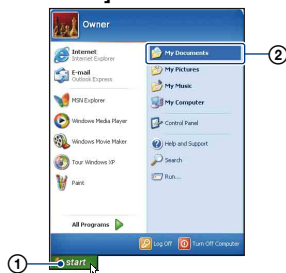 Owner
Internet
Internet Explorer
E-mail
Outlook Express
MSN Explorer
Windows Media Player
Windows Movie Maker
Tour Windows XP
Paint
All Programs
My Documents
My Pictures
My Music
My Computer
Control Panel
Help and Support
Search
Run...
Log Off
Turn Off Computer
start
1
2